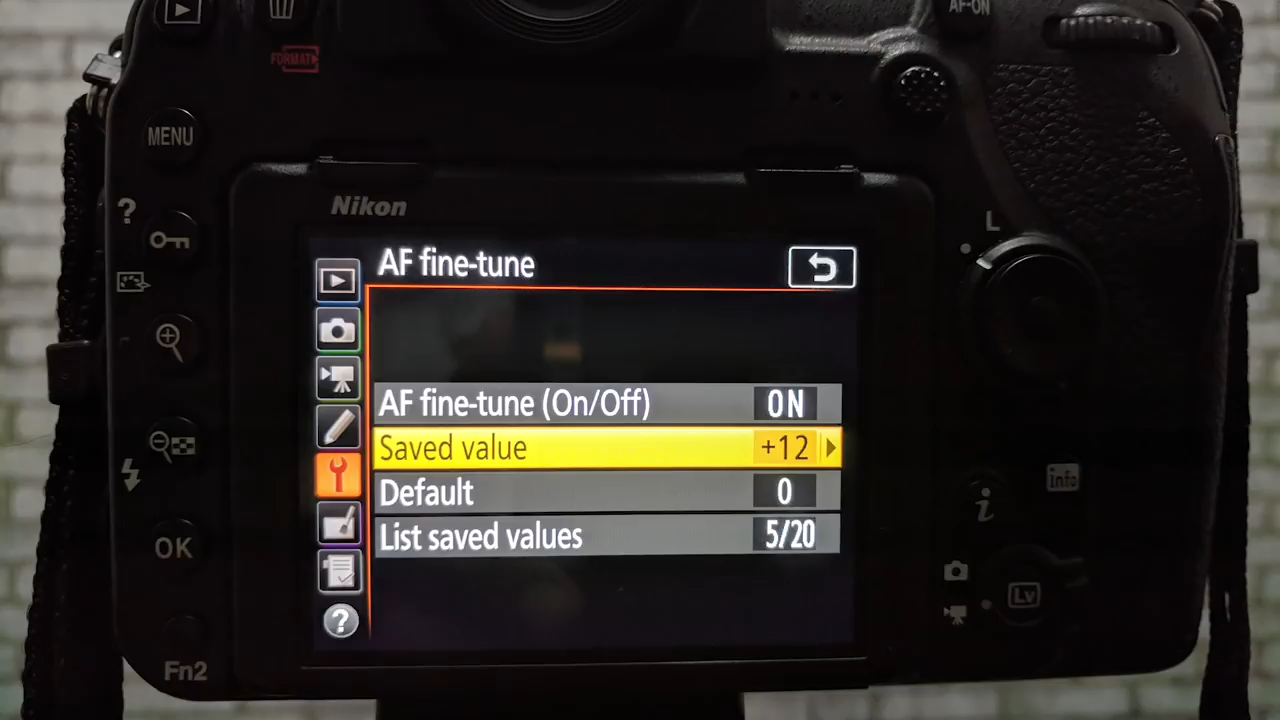 AF-ON
FORMAT
MENU
?
Nikon
L
AF fine-tune
AF fine-tune (On/Off) ON
Saved value +12
Default 0
List saved values 5/20
info
i
OK
Lv
?
Fn2